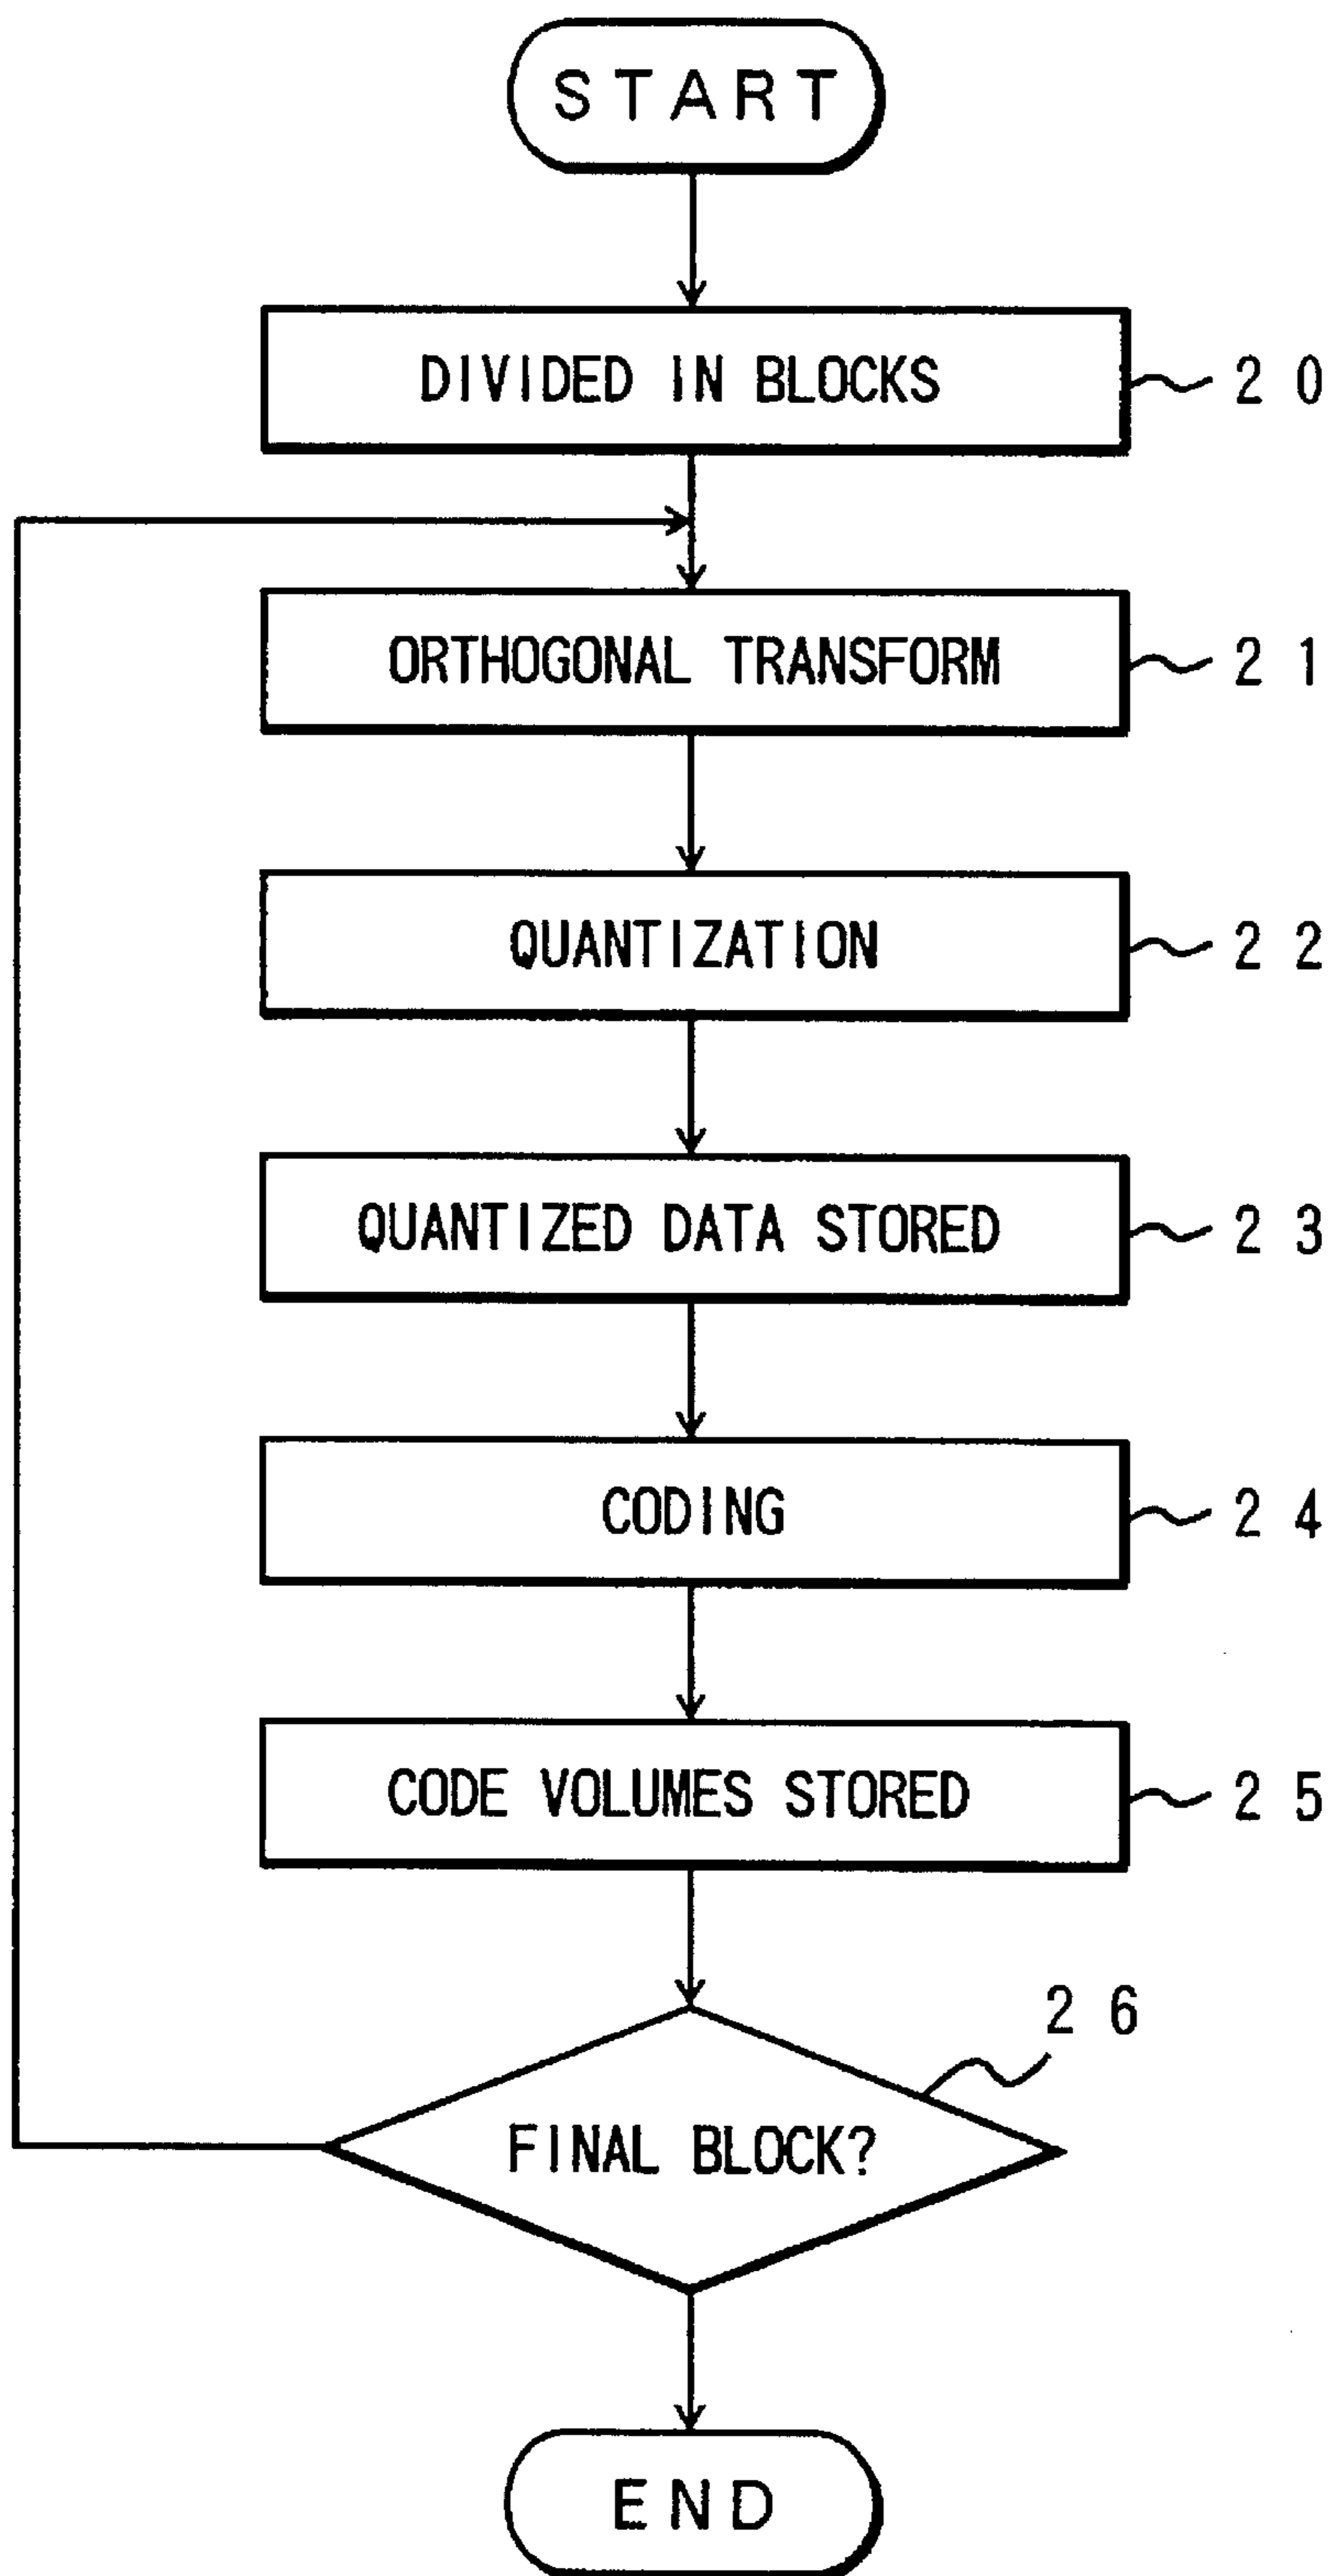 START
DIVIDED IN BLOCKS 20
ORTHOGONAL TRANSFORM 21
QUANTIZATION 22
QUANTIZED DATA STORED 23
CODING 24
CODE VOLUMES STORED 25
26
FINAL BLOCK?
END